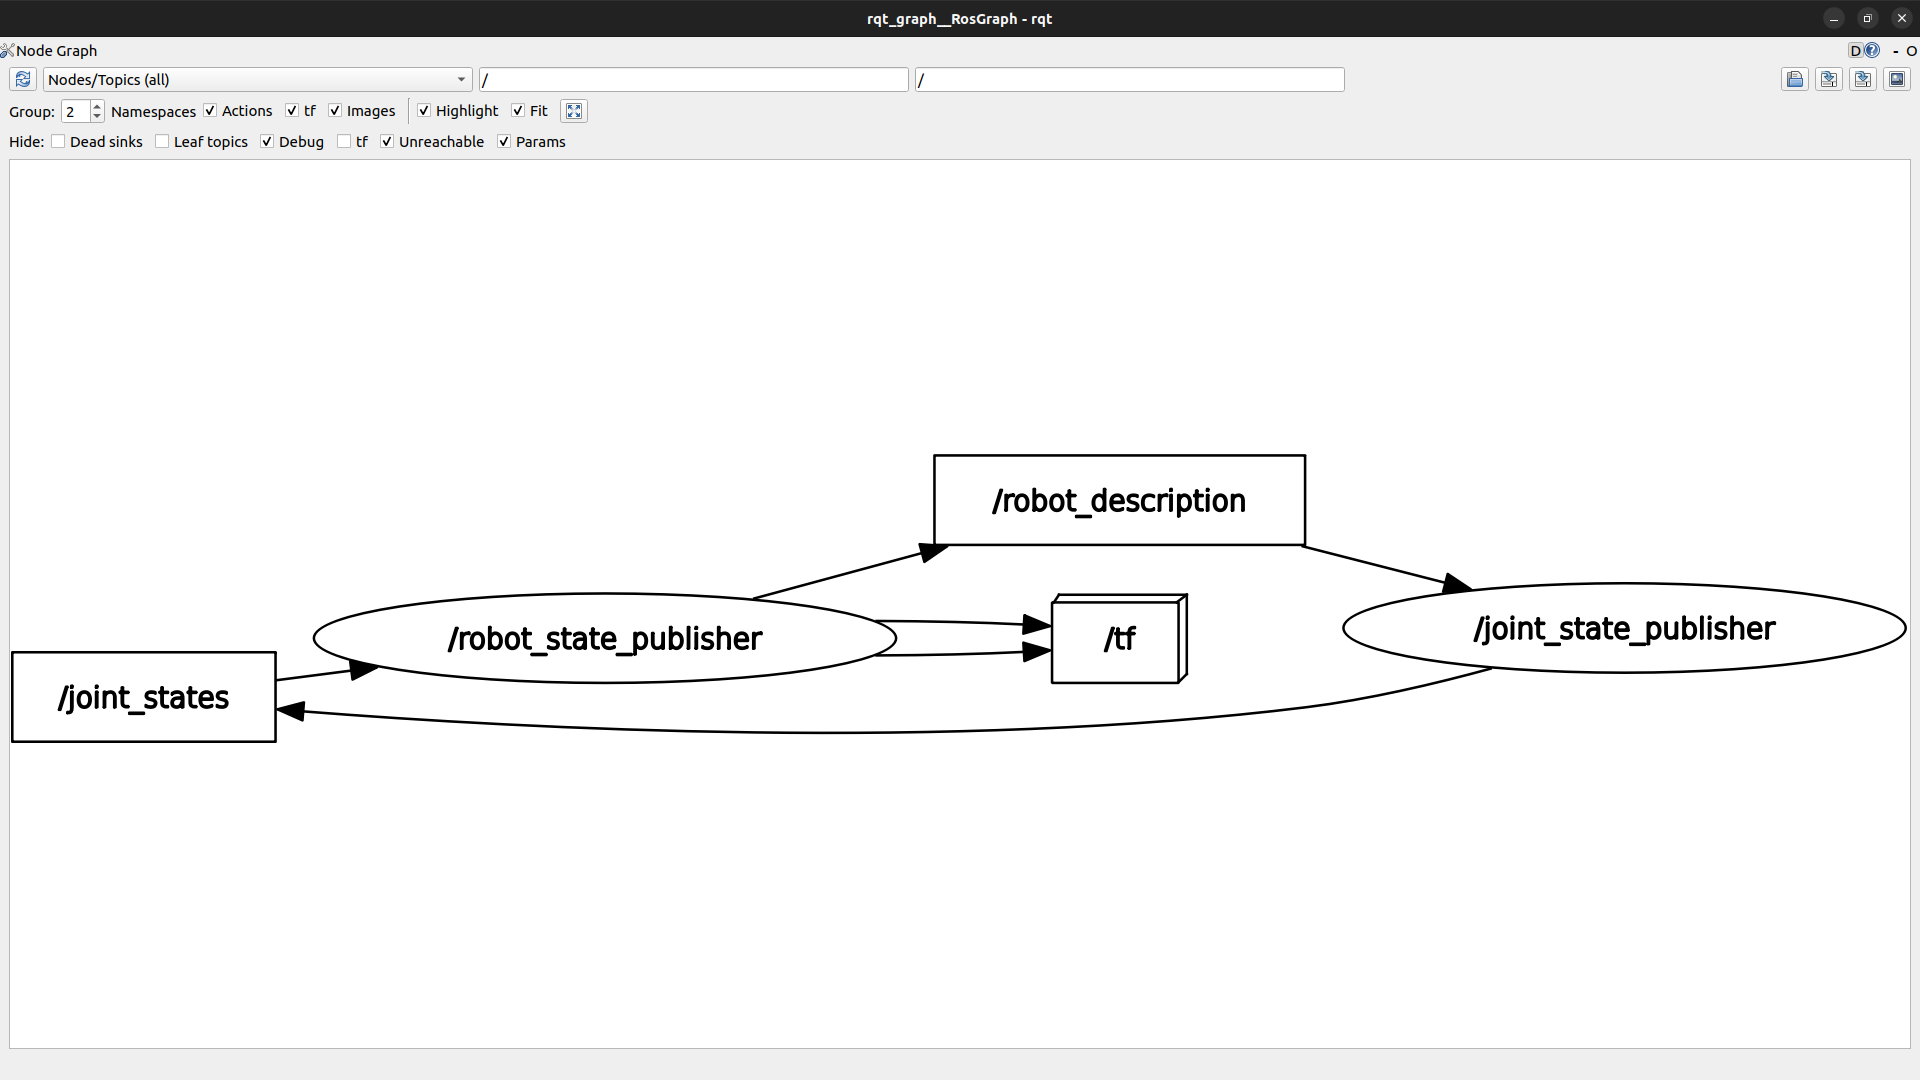 rqt_graph__RosGraph - rqt
Node Graph
D - O
Nodes/Topics (all) / /
Group: 2 Namespaces Actions tf Images Highlight Fit
Hide: Dead sinks Leaf topics Debug tf Unreachable Params
/robot_description
/robot_state_publisher
/tf
/joint_state_publisher
/joint_states